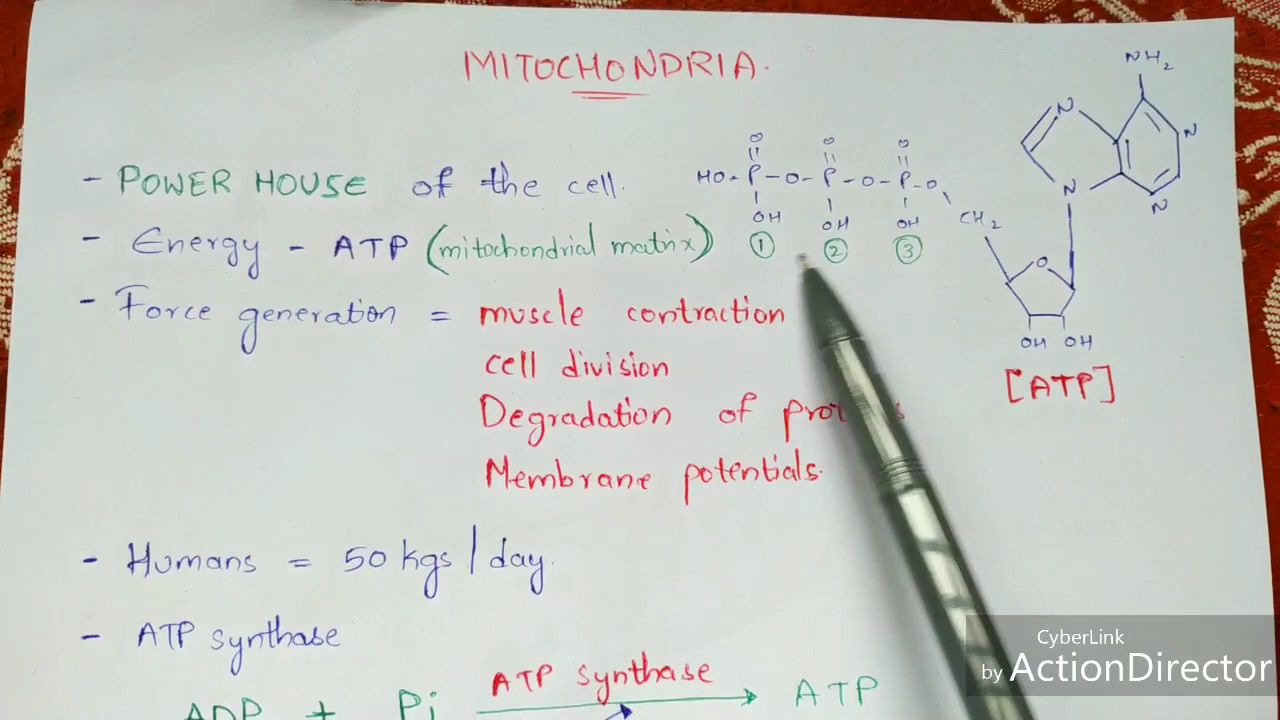 MITOCHONDRIA.
- POWER HOUSE of the cell.
- Energy - ATP (mitochondrial matrix)
- Force generation = muscle contraction
cell division
Degradation of
Membrane potentials.
- Humans = 50 kgs / day.
- ATP synthase
ADP + Pi ATP synthase ATP
NH2
N N
N N
O O O
HO-P-O-P-O-P-O
OH OH OH
CH2
① ② ③
O
OH OH
[ATP]
CyberLink
by ActionDirector